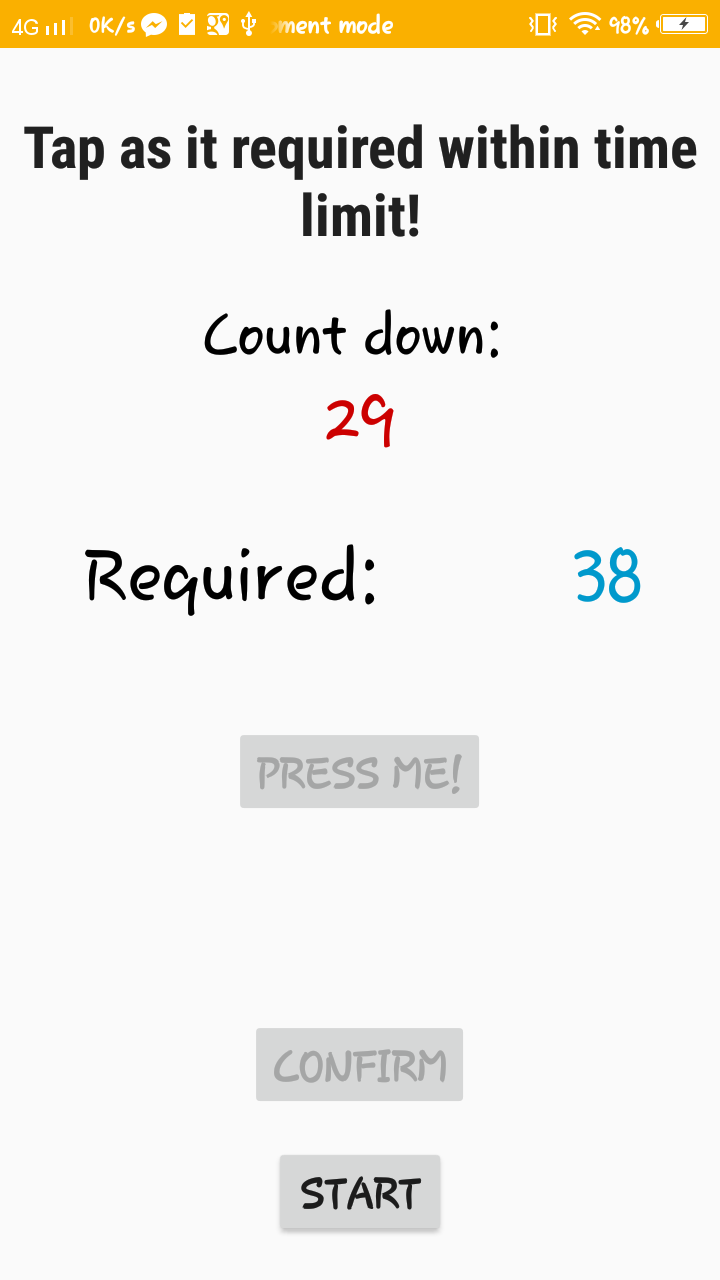 4G 0K/s ment mode 98%
Tap as it required within time
limit!
Count down:
29
Required: 38
PRESS ME!
CONFIRM
START